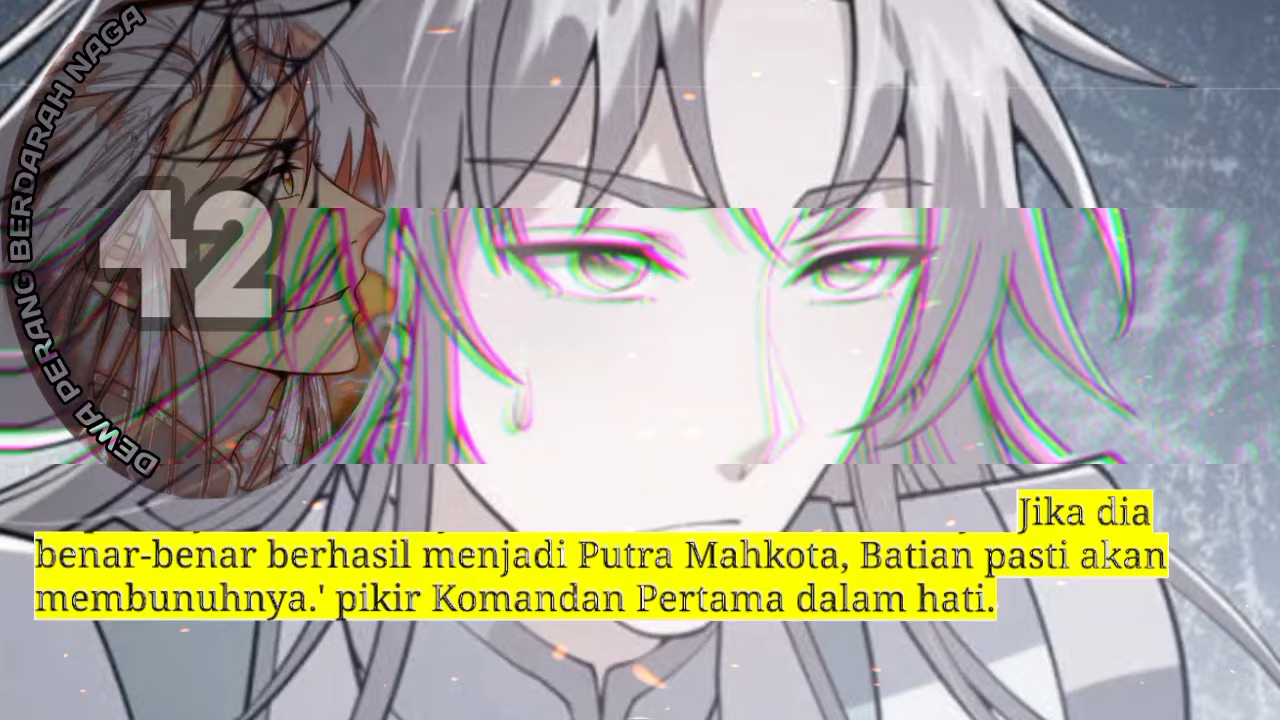 DEWA PERANG BERDARAH NAGA
42
Jika dia
benar-benar berhasil menjadi Putra Mahkota, Batian pasti akan
membunuhnya.' pikir Komandan Pertama dalam hati.